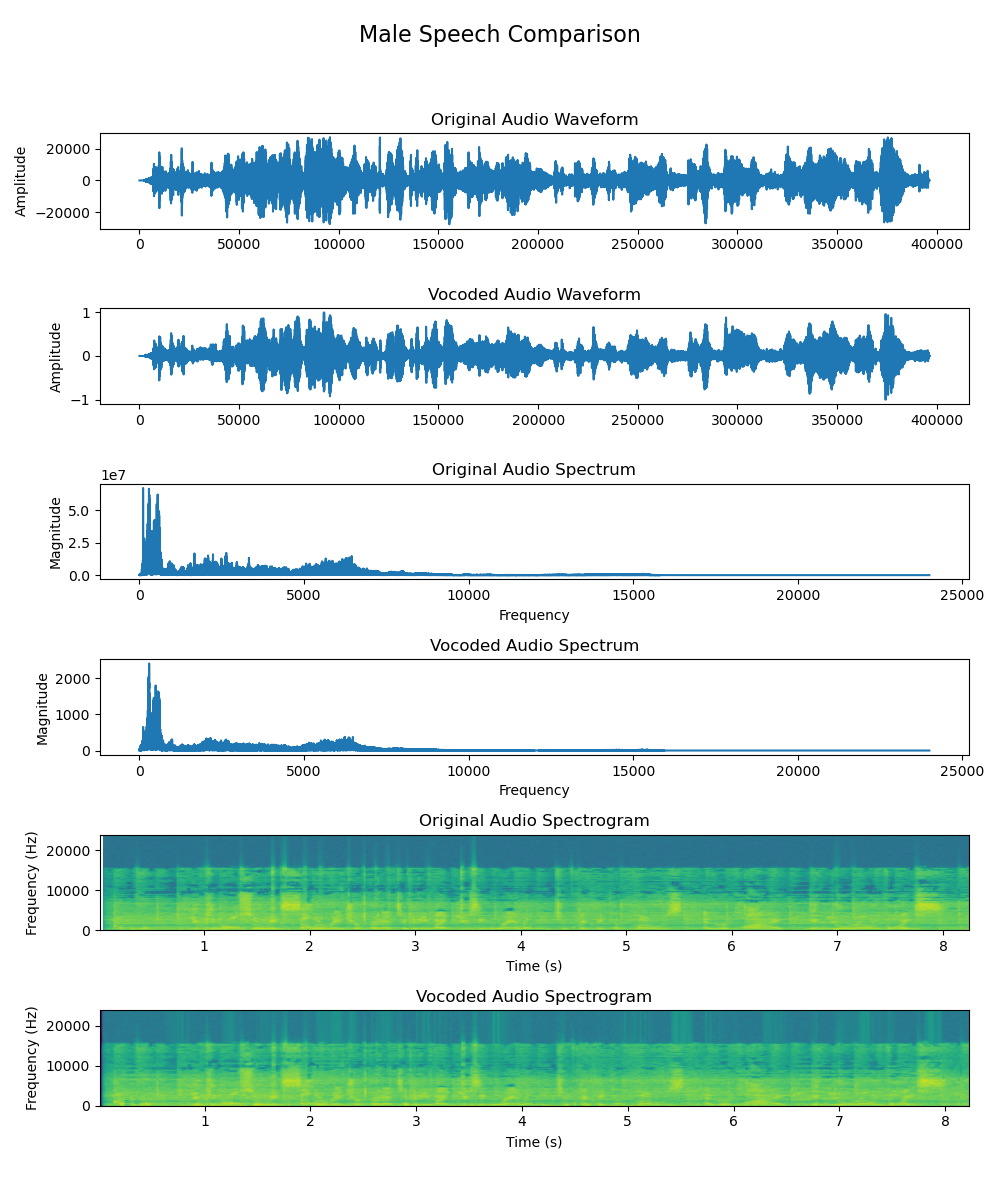 Male Speech Comparison
Original Audio Waveform
Amplitude
20000
0
−20000
0 50000 100000 150000 200000 250000 300000 350000 400000
Vocoded Audio Waveform
Amplitude
1
0
−1
0 50000 100000 150000 200000 250000 300000 350000 400000
Original Audio Spectrum
1e7
Magnitude
5.0
2.5
0.0
0 5000 10000 15000 20000 25000
Frequency
Vocoded Audio Spectrum
Magnitude
2000
1000
0
0 5000 10000 15000 20000 25000
Frequency
Original Audio Spectrogram
Frequency (Hz)
20000
10000
0
1 2 3 4 5 6 7 8
Time (s)
Vocoded Audio Spectrogram
Frequency (Hz)
20000
10000
0
1 2 3 4 5 6 7 8
Time (s)